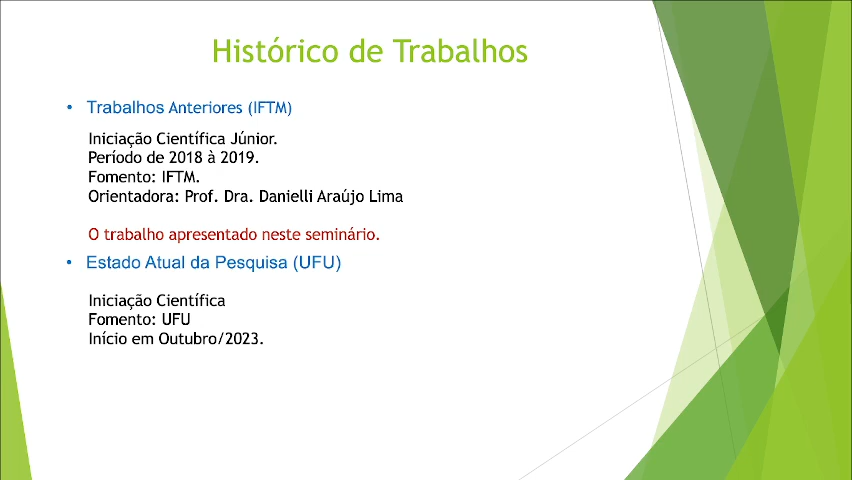 Histórico de Trabalhos
• Trabalhos Anteriores (IFTM)
Iniciação Científica Júnior.
Período de 2018 à 2019.
Fomento: IFTM.
Orientadora: Prof. Dra. Danielli Araújo Lima
O trabalho apresentado neste seminário.
• Estado Atual da Pesquisa (UFU)
Iniciação Científica
Fomento: UFU
Início em Outubro/2023.